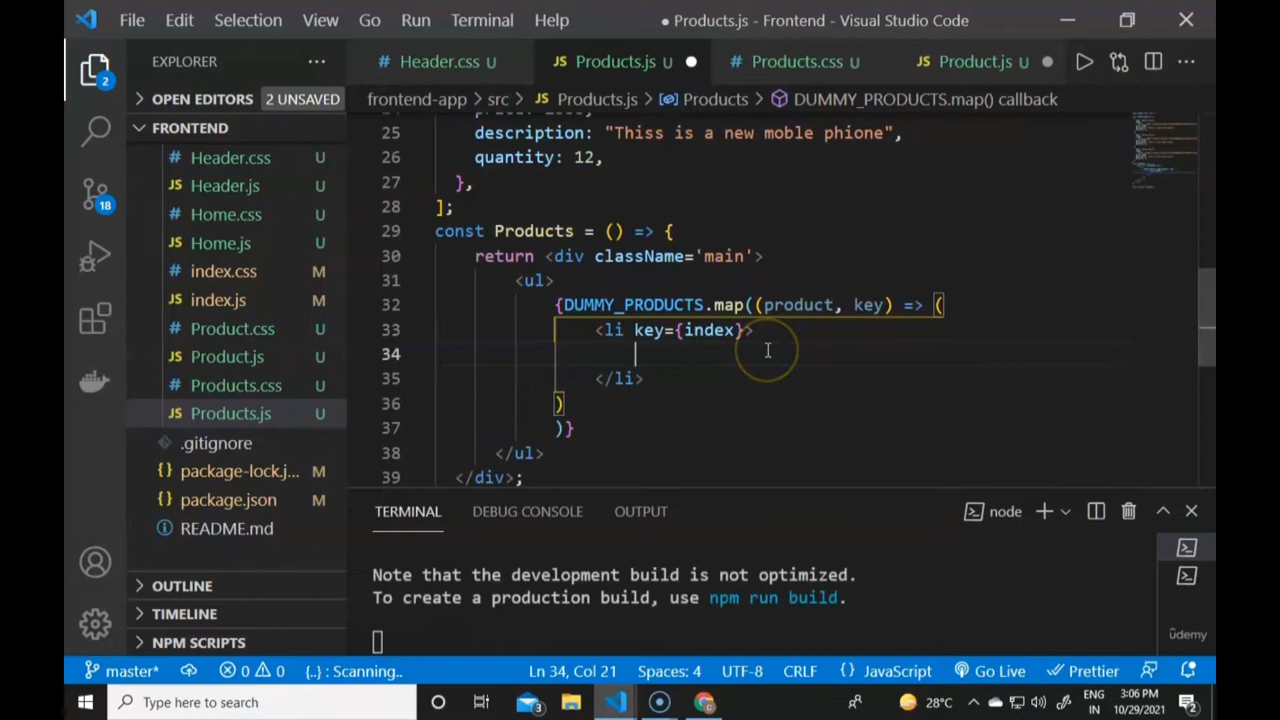 File Edit Selection View Go Run Terminal Help ● Products.js - Frontend - Visual Studio Code
EXPLORER ···
# Header.css U JS Products.js U ● # Products.css U JS Product.js U ●
2
OPEN EDITORS 2 UNSAVED
frontend-app > src > JS Products.js > Products > DUMMY_PRODUCTS.map() callback
FRONTEND
# Header.css U
JS Header.js U
# Home.css U
JS Home.js U
# index.css M
JS index.js M
# Product.css U
JS Product.js U
# Products.css U
JS Products.js U
.gitignore
{} package-lock.j... M
{} package.json M
README.md
OUTLINE
TIMELINE
NPM SCRIPTS
18
25 description: "Thiss is a new moble phione",
26 quantity: 12,
27 },
28 ];
29 const Products = () => {
30 return <div className='main'>
31 <ul>
32 {DUMMY_PRODUCTS.map((product, key) => (
33 <li key={index}>
34
35 </li>
36 )
37 )}
38 </ul>
39 </div>;
TERMINAL DEBUG CONSOLE OUTPUT node
Note that the development build is not optimized.
To create a production build, use npm run build.
udemy
master* 0 0 {..} : Scanning... Ln 34, Col 21 Spaces: 4 UTF-8 CRLF {} JavaScript Go Live Prettier
Type here to search 3 28°C ENG IN 3:06 PM 10/29/2021 2